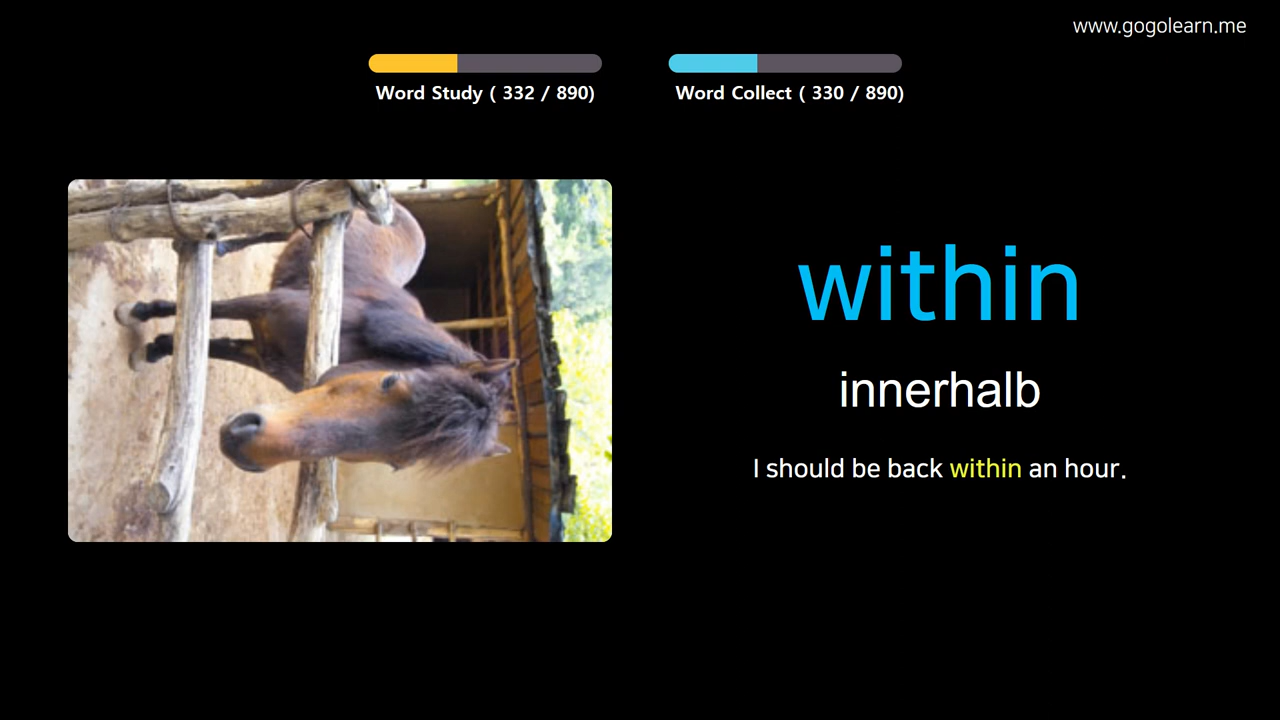 www.gogolearn.me
Word Study ( 332 / 890)
Word Collect ( 330 / 890)
within
innerhalb
I should be back within an hour.